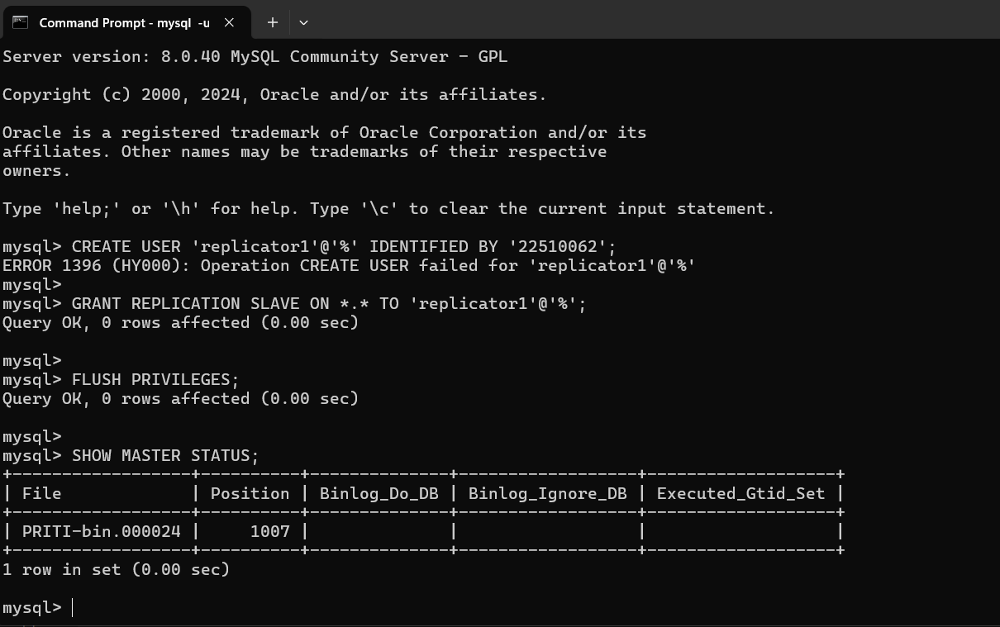 Command Prompt - mysql  -u
Server version: 8.0.40 MySQL Community Server - GPL
Copyright (c) 2000, 2024, Oracle and/or its affiliates.
Oracle is a registered trademark of Oracle Corporation and/or its
affiliates. Other names may be trademarks of their respective
owners.
Type 'help;' or '\h' for help. Type '\c' to clear the current input statement.
mysql> CREATE USER 'replicator1'@'%' IDENTIFIED BY '22510062';
ERROR 1396 (HY000): Operation CREATE USER failed for 'replicator1'@'%'
mysql>
mysql> GRANT REPLICATION SLAVE ON *.* TO 'replicator1'@'%';
Query OK, 0 rows affected (0.00 sec)
mysql>
mysql> FLUSH PRIVILEGES;
Query OK, 0 rows affected (0.00 sec)
mysql>
mysql> SHOW MASTER STATUS;
+------------------+----------+--------------+------------------+-------------------+
| File             | Position | Binlog_Do_DB | Binlog_Ignore_DB | Executed_Gtid_Set |
+------------------+----------+--------------+------------------+-------------------+
| PRITI-bin.000024 |     1007 |              |                  |                   |
+------------------+----------+--------------+------------------+-------------------+
1 row in set (0.00 sec)
mysql>